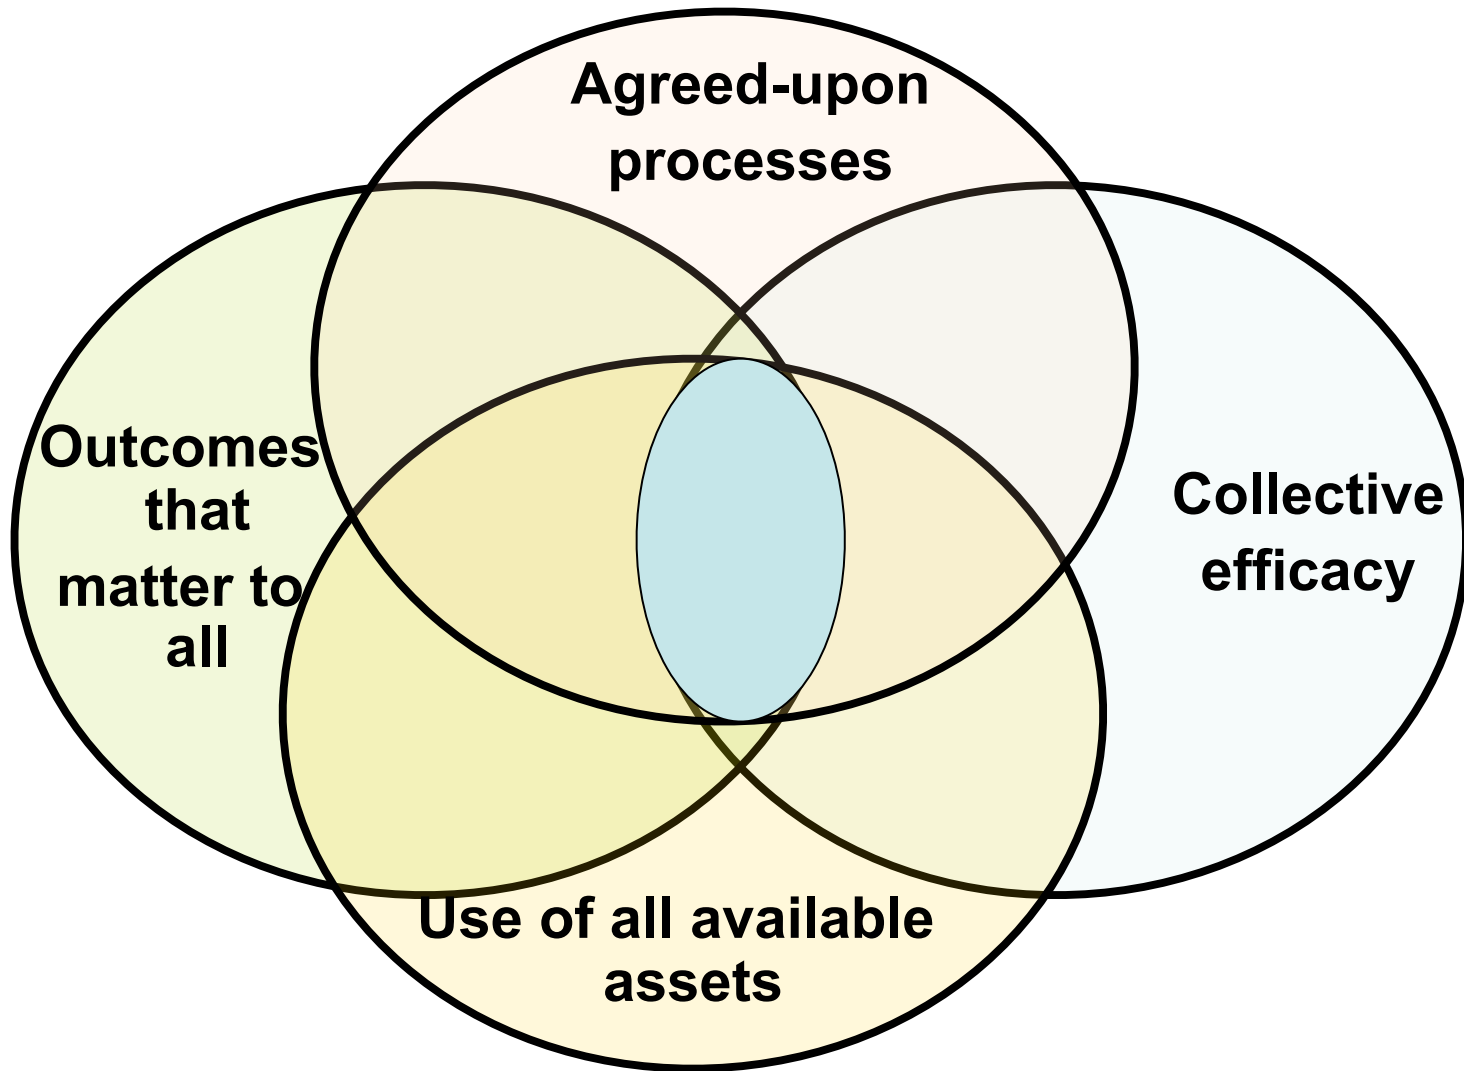 Agreed-upon
processes
Outcomes
that
matter to
all
Collective
efficacy
Use of all available
assets